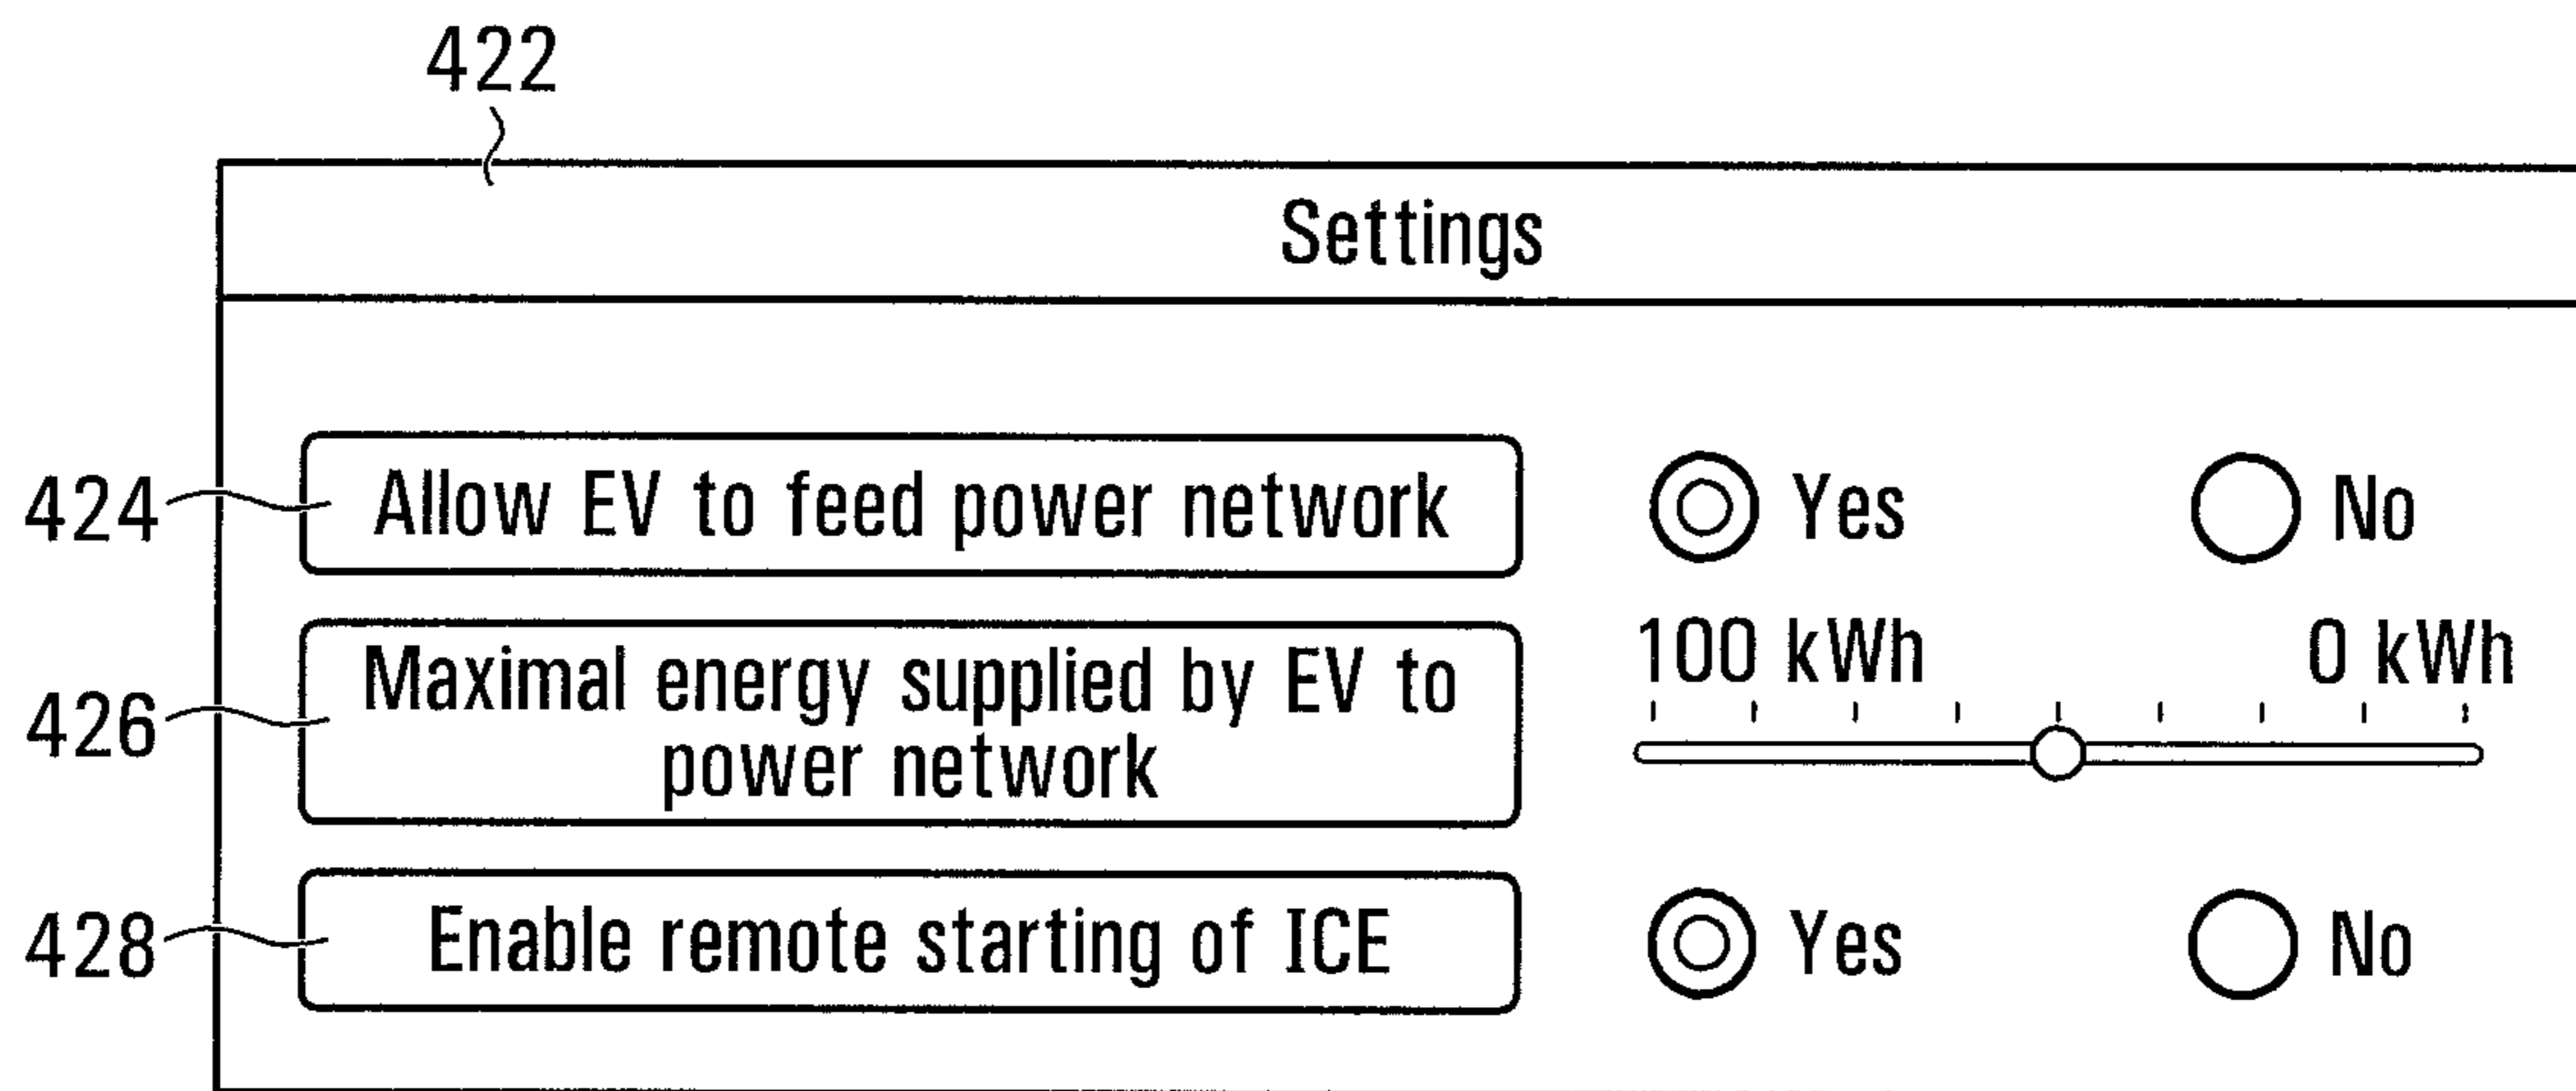 422
Settings
424 Allow EV to feed power network Yes No
426 Maximal energy supplied by EV to power network 100 kWh 0 kWh
428 Enable remote starting of ICE Yes No